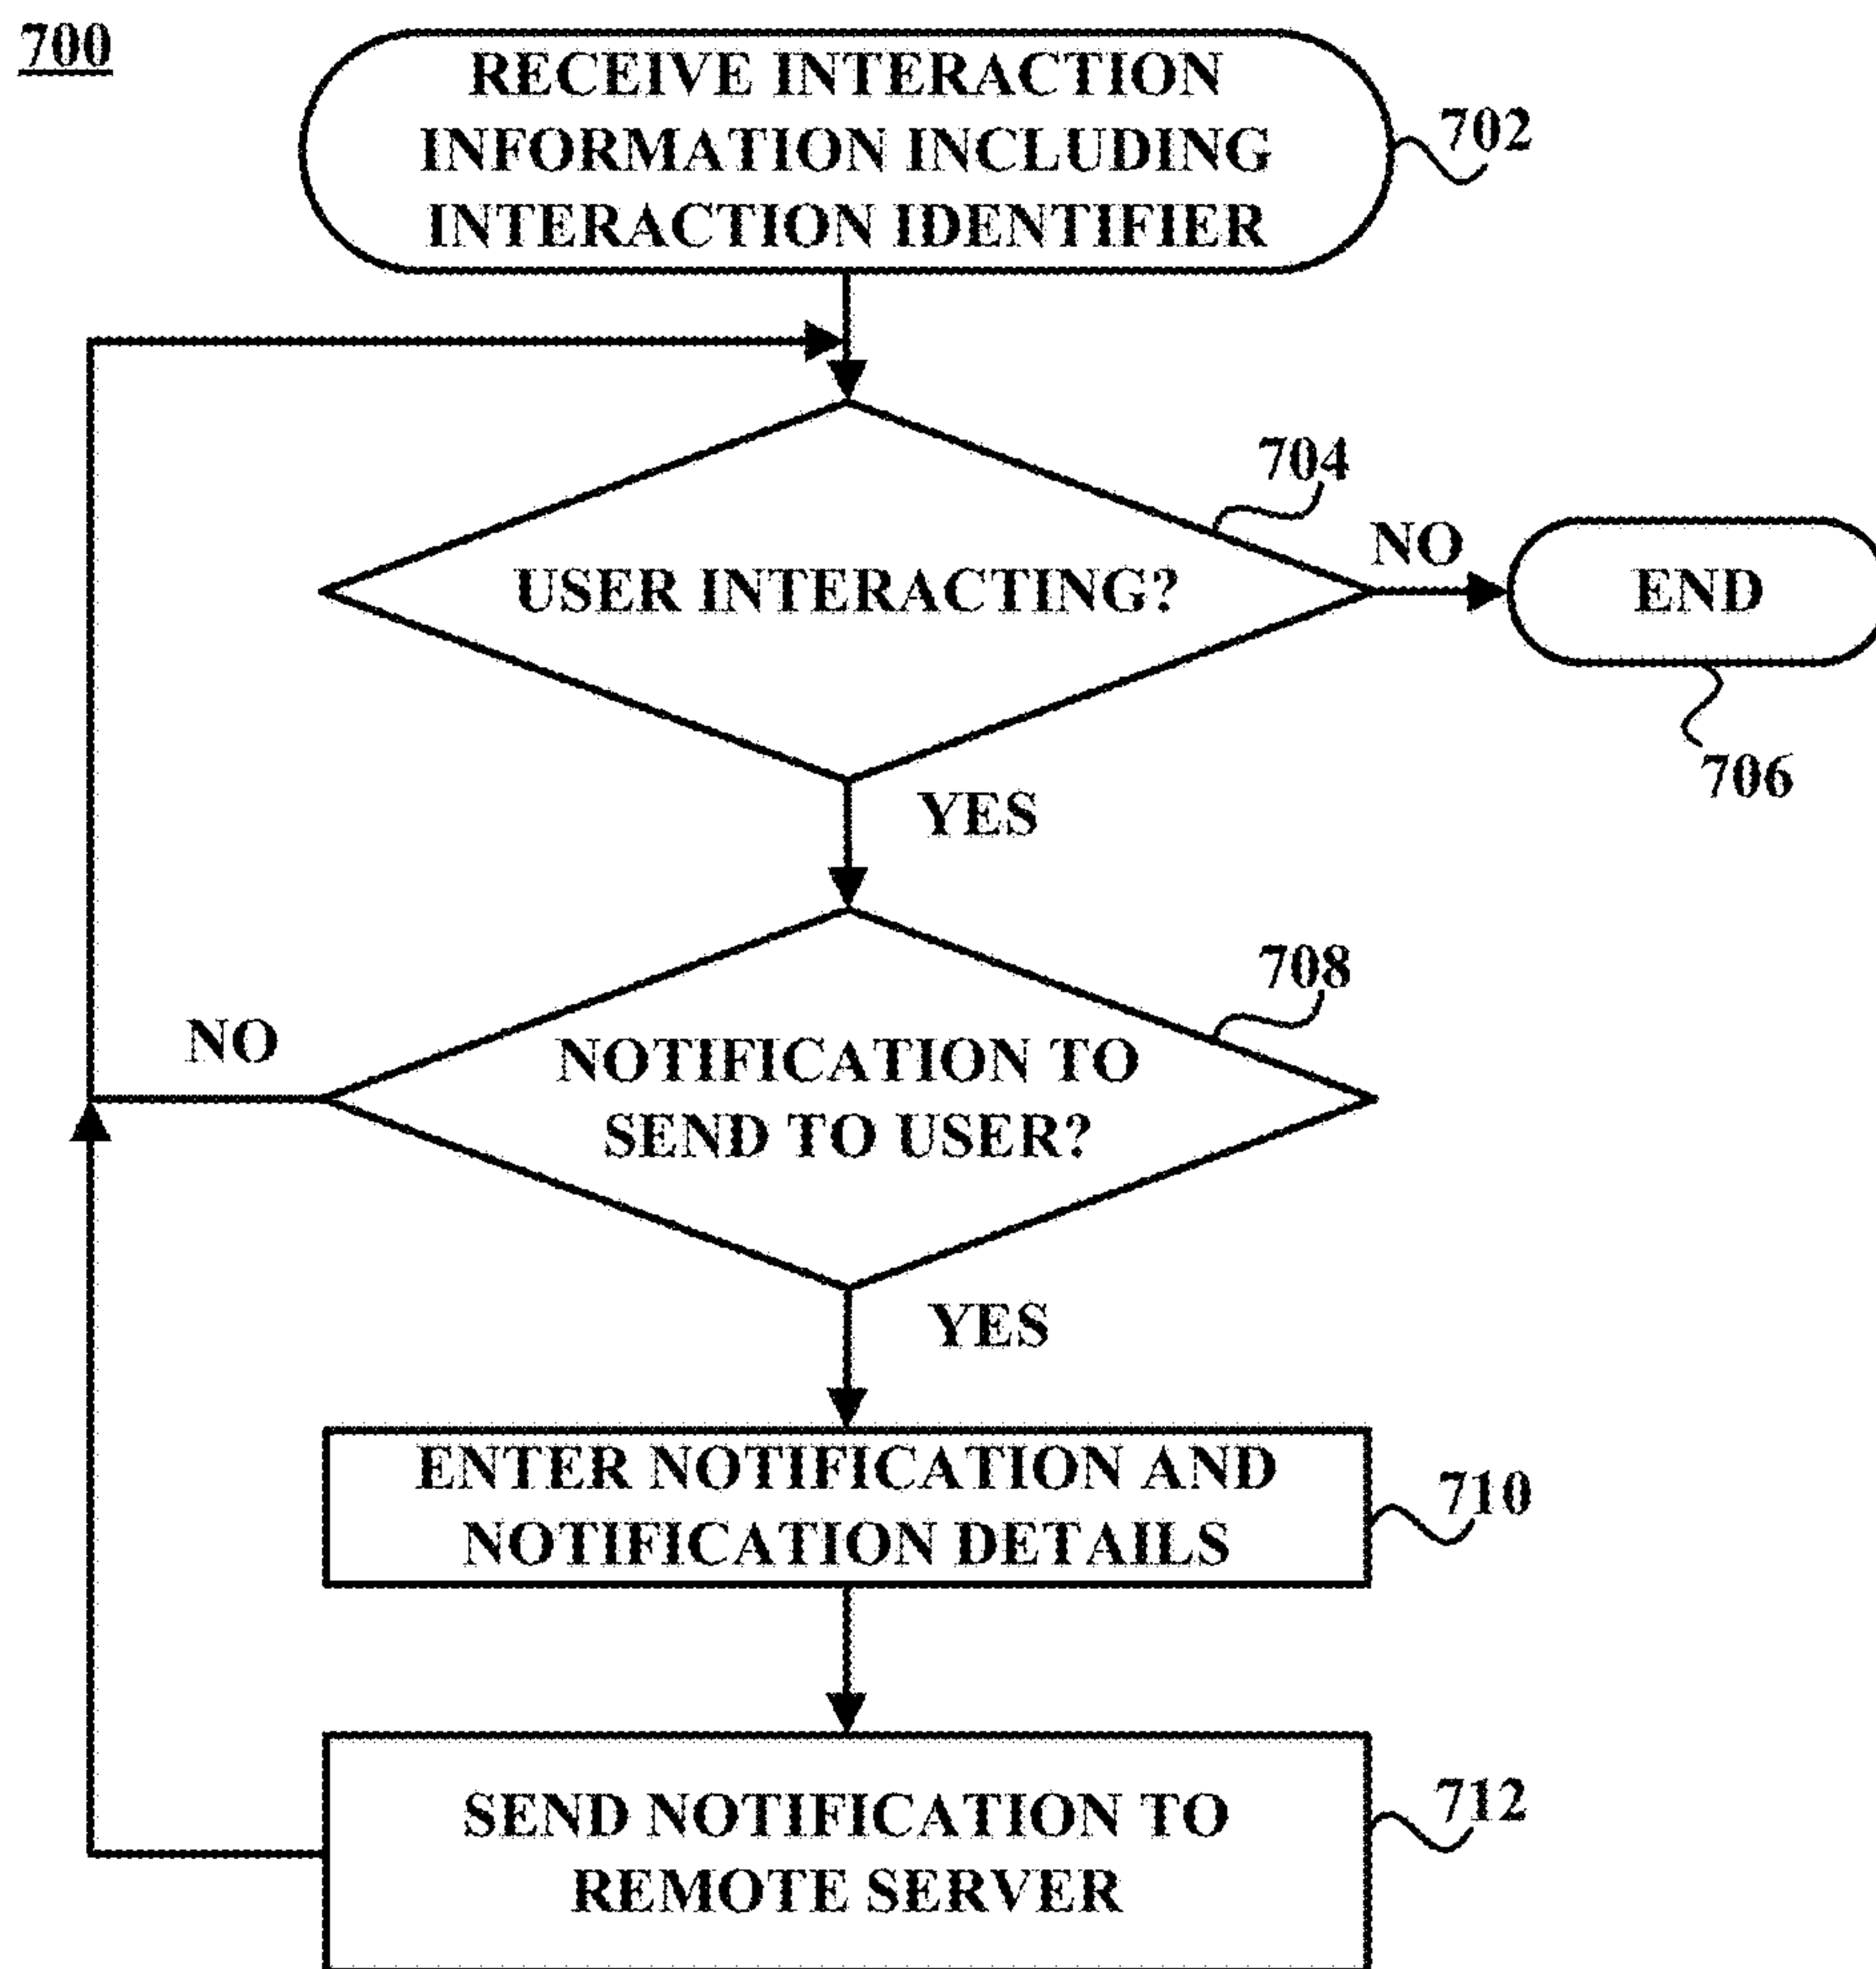 700
RECEIVE INTERACTION
INFORMATION INCLUDING
INTERACTION IDENTIFIER
702
704
USER INTERACTING?
NO
END
706
YES
708
NO
NOTIFICATION TO
SEND TO USER?
YES
ENTER NOTIFICATION AND
NOTIFICATION DETAILS
710
SEND NOTIFICATION TO
REMOTE SERVER
712